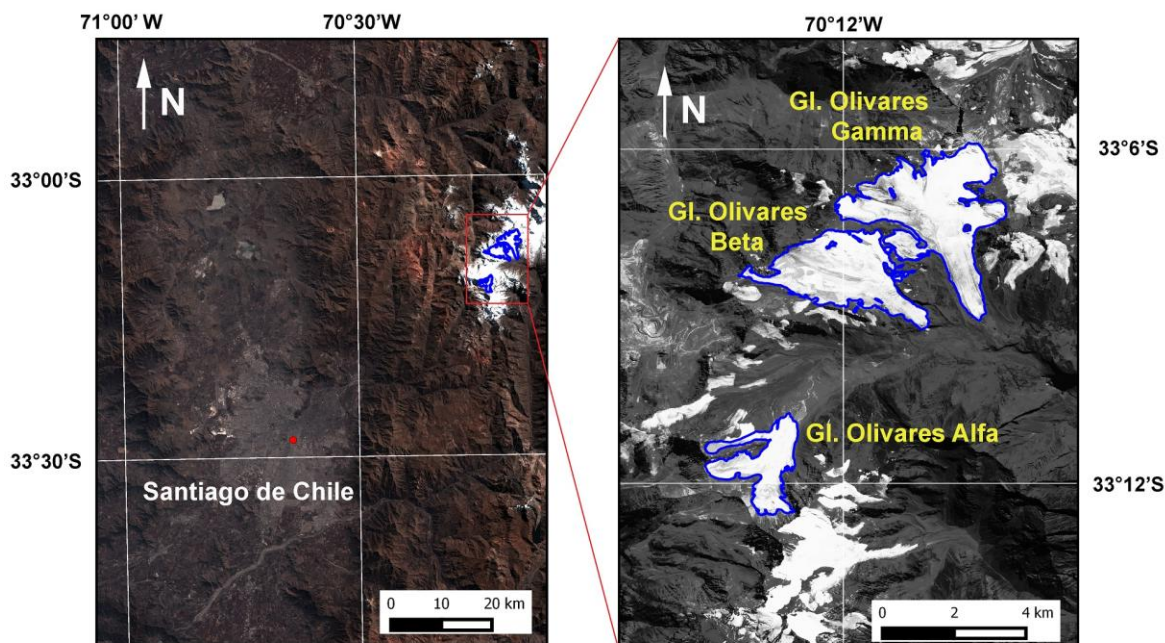 71°00' W
70°30' W
70°12' W
N
N
Gl. Olivares
Gamma
33°6'S
33°00'S
Gl. Olivares
Beta
Gl. Olivares Alfa
33°30'S
33°12'S
Santiago de Chile
0 10 20 km
0 2 4 km